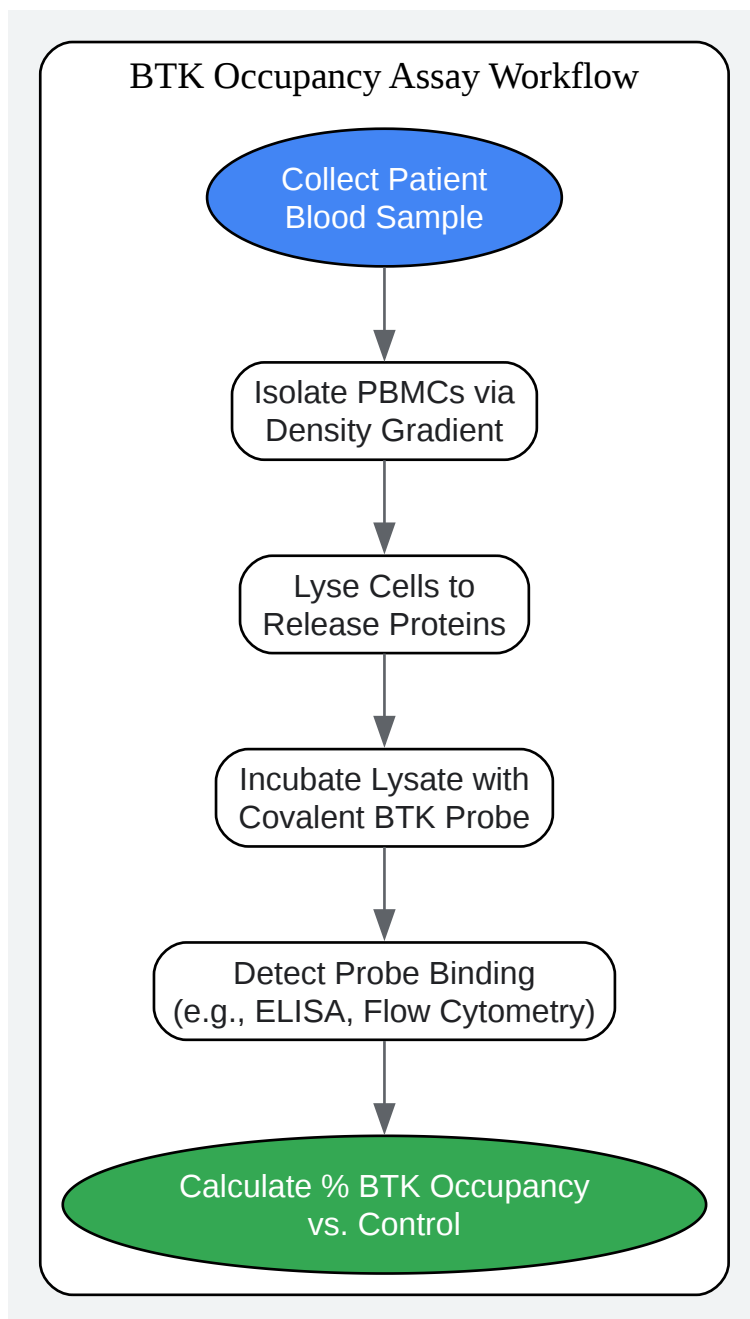 BTK Occupancy Assay Workflow
Collect Patient
Blood Sample
Isolate PBMCs via
Density Gradient
Lyse Cells to
Release Proteins
Incubate Lysate with
Covalent BTK Probe
Detect Probe Binding
(e.g., ELISA, Flow Cytometry)
Calculate % BTK Occupancy
vs. Control